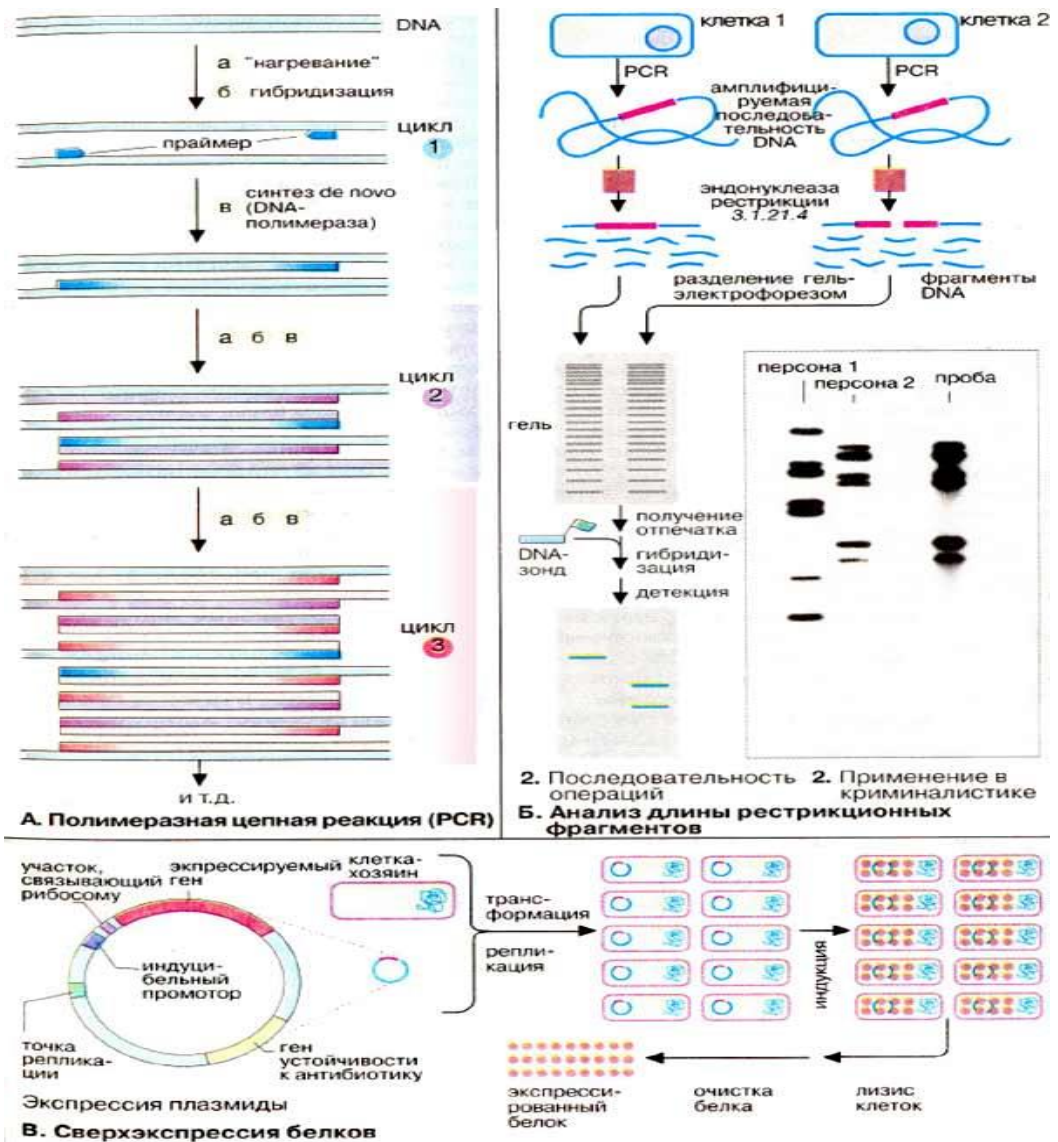 DNA
а "нагревание"
б гибридизация
цикл
1
праймер
синтез de novo
в (DNA-
полимераза)
а б в
цикл
2
а б в
цикл
3
и т.д.
А. Полимеразная цепная реакция (PCR)
клетка 1
клетка 2
PCR
PCR
амплифици-
руемая
последова-
тельность
DNA
эндонуклеаза
рестрикции
3.1.21.4
разделение гель-
электрофорезом
фрагменты
DNA
гель
получение
отпечатка
DNA-
зонд
гибриди-
зация
детекция
персона 1
персона 2
проба
2. Последовательность
операций
2. Применение в
криминалистике
Б. Анализ длины рестрикционных
фрагментов
участок,
связывающий
рибосому
экпрессируемый
ген
клетка-
хозяин
индуци-
бельный
промотор
точка
реплика-
ции
ген
устойчивости
к антибиотику
Экспрессия плазмиды
транс-
формация
репли-
кация
индукция
экспресси-
рованный
белок
очистка
белка
лизис
клеток
В. Сверхэкспрессия белков